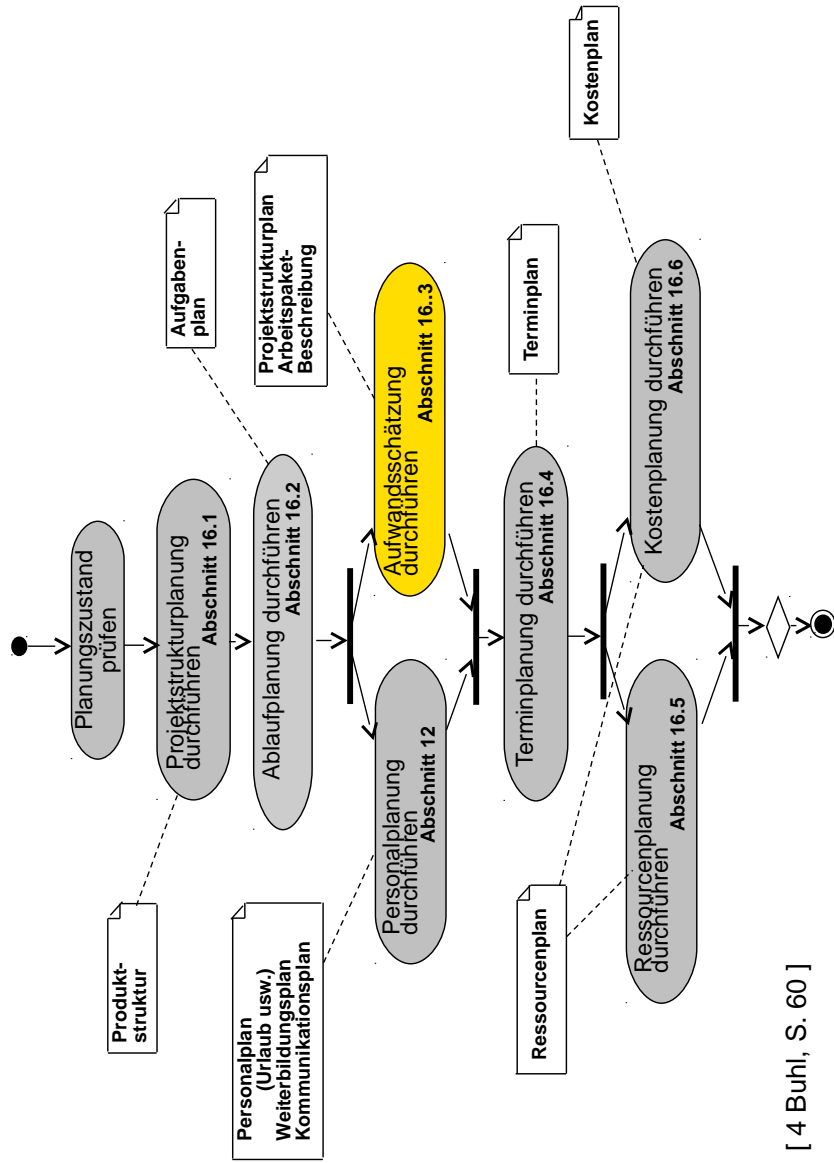 Planungszustand
prüfen
Projektstrukturplanung
durchführen
Abschnitt 16.1
Produkt-
struktur
Ablaufplanung durchführen
Abschnitt 16.2
Aufgaben-
plan
Personalplan
(Urlaub usw.)
Weiterbildungsplan
Kommunikationsplan
Personalplanung
durchführen
Abschnitt 12
Aufwandsschätzung
durchführen
Abschnitt 16..3
Projektstrukturplan
Arbeitspaket-
Beschreibung
Terminplanung durchführen
Abschnitt 16.4
Terminplan
Ressourcenplan
Ressourcenplanung
durchführen
Abschnitt 16.5
Kostenplanung durchführen
Abschnitt 16.6
Kostenplan
[ 4 Buhl, S. 60 ]